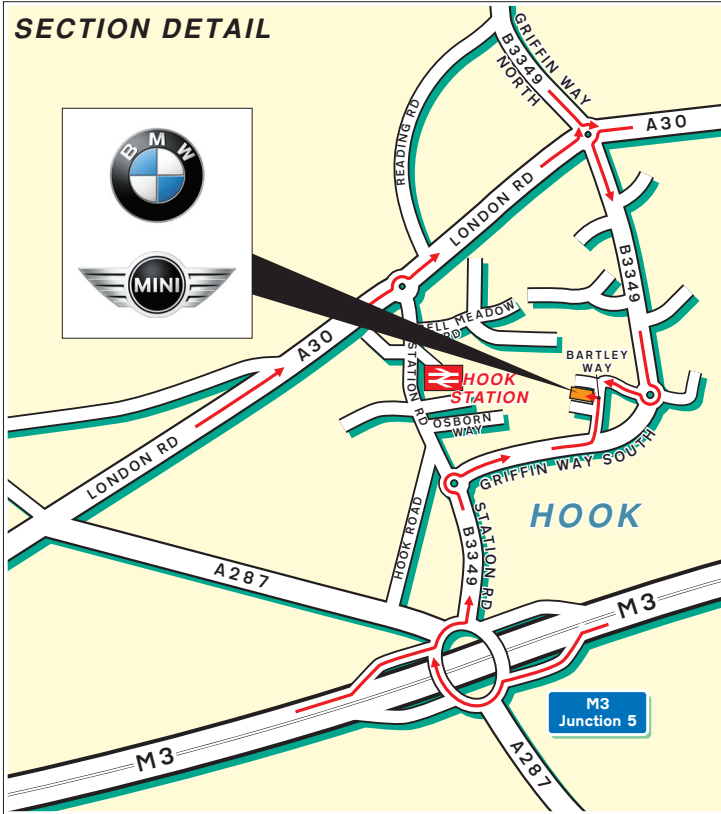 SECTION DETAIL
GRIFFIN WAY
B3349
NORTH
A30
READING RD
LONDON RD
BMW
MINI
B3349
BELL MEADOW
RD
A30
STATION RD
BARTLEY
WAY
HOOK
STATION
OSBORN
WAY
LONDON RD
GRIFFIN WAY SOUTH
HOOK
HOOK ROAD
STATION RD
B3349
A287
M3
M3
Junction 5
M3
A287